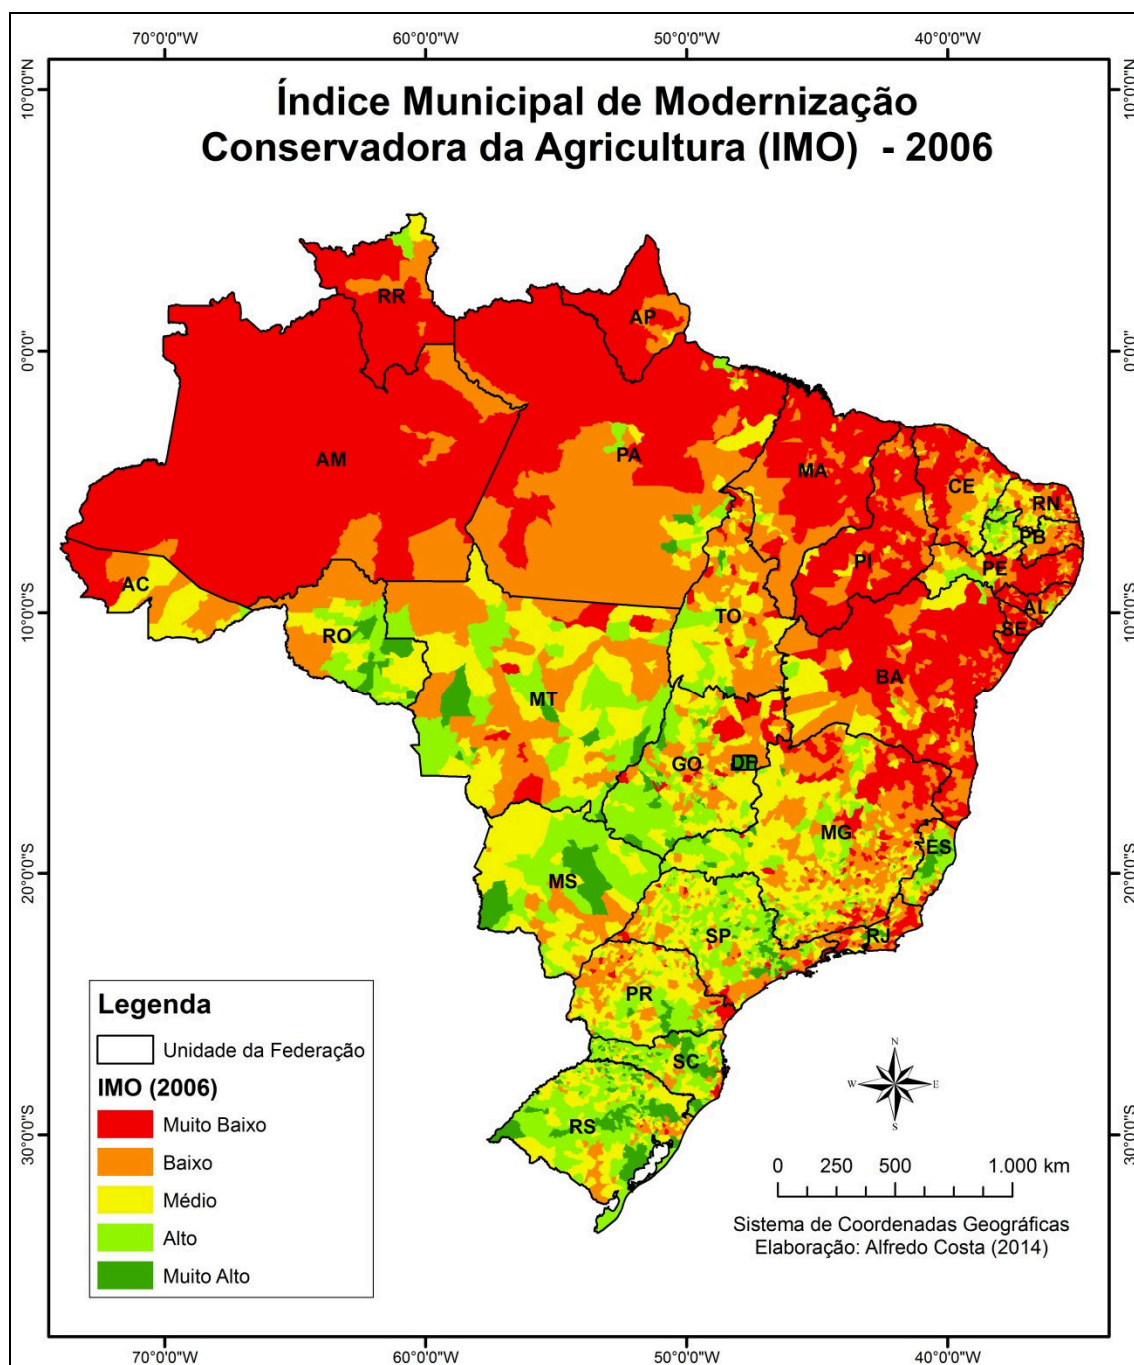 70°0'0"W 60°0'0"W 50°0'0"W 40°0'0"W
10°0'0"N 10°0'0"N
Índice Municipal de Modernização
Conservadora da Agricultura (IMO) - 2006
RR
AP
0°0'0" 0°0'0"
AM
PA
MA
CE
RN
PB
PI
PE
AC
AL
10°0'0"S 10°0'0"S
TO
SE
RO
BA
MT
GO
DF
MG
ES
20°0'0"S 20°0'0"S
MS
SP
RJ
PR
Legenda
Unidade da Federação
IMO (2006)
Muito Baixo
Baixo
Médio
Alto
Muito Alto
SC
RS
N
W E
S
30°0'0"S 30°0'0"S
0 250 500 1.000 km
Sistema de Coordenadas Geográficas
Elaboração: Alfredo Costa (2014)
70°0'0"W 60°0'0"W 50°0'0"W 40°0'0"W